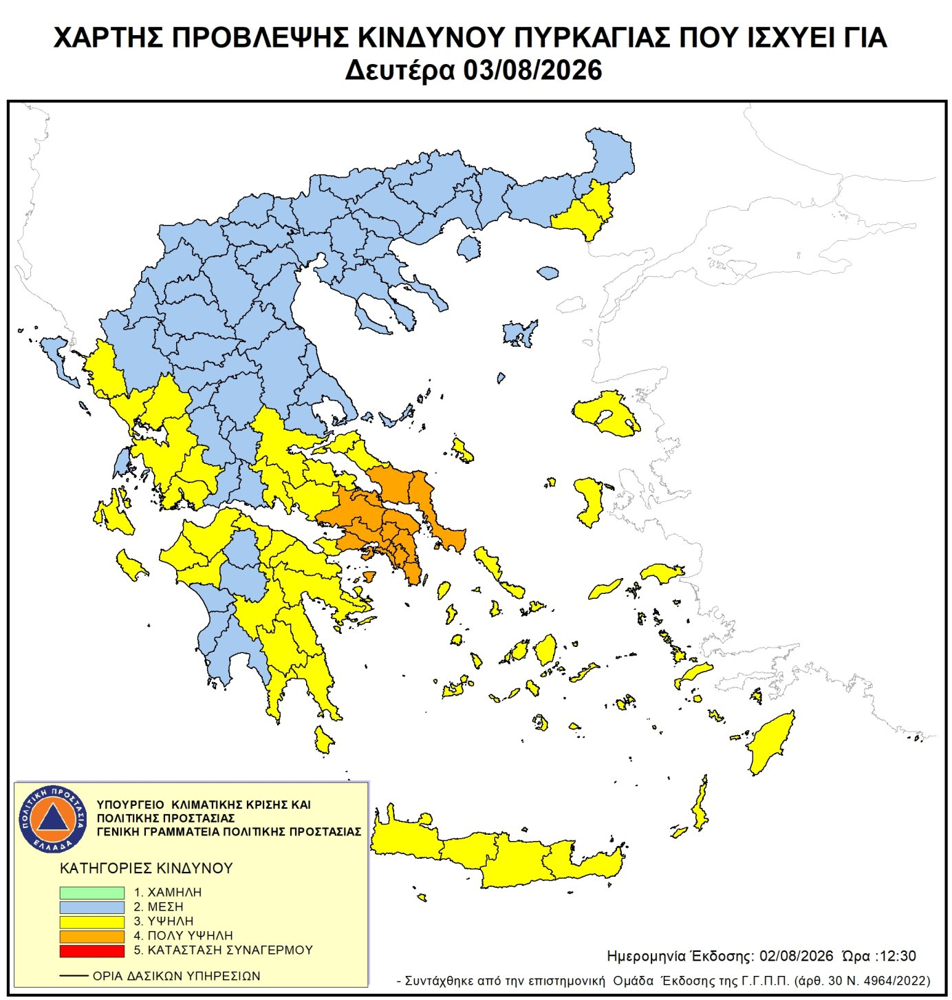 ΧΑΡΤΗΣ ΠΡΟΒΛΕΨΗΣ ΚΙΝΔΥΝΟΥ ΠΥΡΚΑΓΙΑΣ ΠΟΥ ΙΣΧΥΕΙ ΓΙΑ
Δευτέρα 03/08/2026
ΠΟΛΙΤΙΚΗ ΠΡΟΣΤΑΣΙΑ
ΕΛΛΑΔΑ
ΥΠΟΥΡΓΕΙΟ ΚΛΙΜΑΤΙΚΗΣ ΚΡΙΣΗΣ ΚΑΙ
ΠΟΛΙΤΙΚΗΣ ΠΡΟΣΤΑΣΙΑΣ
ΓΕΝΙΚΗ ΓΡΑΜΜΑΤΕΙΑ ΠΟΛΙΤΙΚΗΣ ΠΡΟΣΤΑΣΙΑΣ
ΚΑΤΗΓΟΡΙΕΣ ΚΙΝΔΥΝΟΥ
1. ΧΑΜΗΛΗ
2. ΜΕΣΗ
3. ΥΨΗΛΗ
4. ΠΟΛΥ ΥΨΗΛΗ
5. ΚΑΤΑΣΤΑΣΗ ΣΥΝΑΓΕΡΜΟΥ
ΟΡΙΑ ΔΑΣΙΚΩΝ ΥΠΗΡΕΣΙΩΝ
Ημερομηνία Έκδοσης: 02/08/2026 Ώρα :12:30
- Συντάχθηκε από την επιστημονική Ομάδα Έκδοσης της Γ.Γ.Π.Π. (άρθ. 30 Ν. 4964/2022)